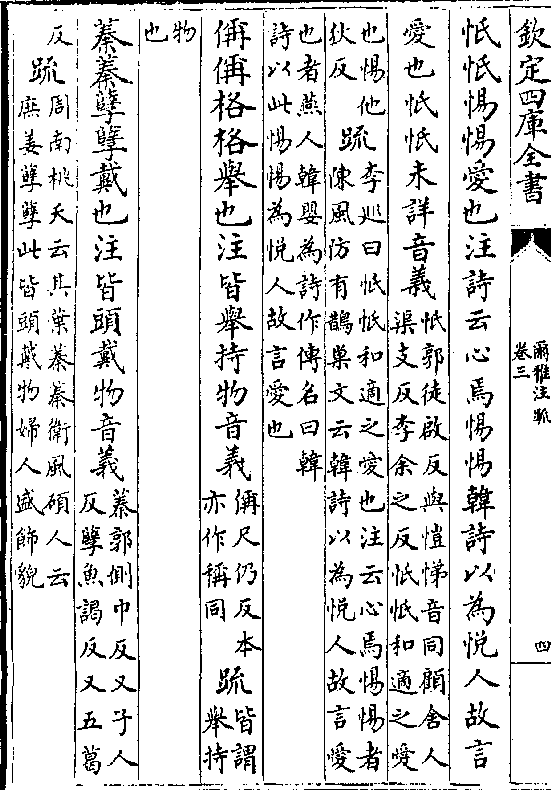 欽定四庫全書
爾雅注疏
卷三
四
怟怟惕惕愛也注詩云心焉惕惕韓詩以為悦人故言
愛也怟怟未詳音義
怟郭徒啟反與愷悌音同顧舍人
渠支反李余之反怟怟和適之愛
也惕他
狄反
疏
李廵曰怟怟和適之愛也注云心焉惕惕者
陳風防有鵲巢文云韓詩以為悦人故言愛
也者燕人韓嬰為詩作傳名曰韓
詩以此惕惕為悦人故言愛也
偁偁格格舉也注皆舉持物音義
偁尺仍反本
亦作稱同
疏
皆謂
舉持
物
也
蓁蓁孽孽戴也注皆頭戴物音義
蓁郭側巾反又子人
反孽魚謁反又五葛
反
疏
周南桃夭云其葉蓁蓁衛風碩人云
庶姜孽孽此皆頭戴物婦人盛飾貌